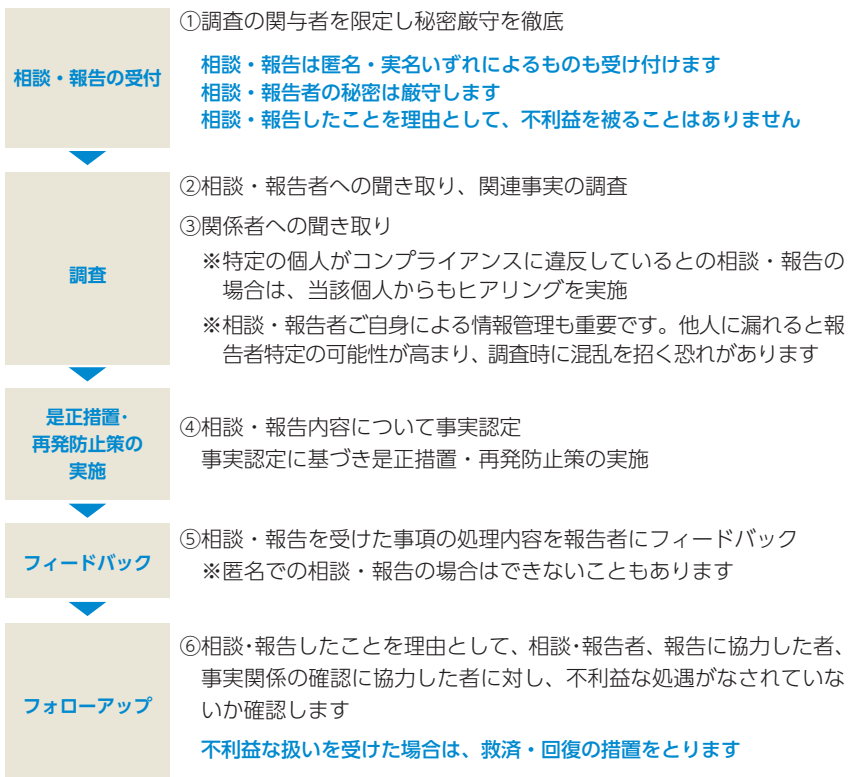 相談・報告の受付
①調査の関与者を限定し秘密厳守を徹底
相談・報告は匿名・実名いずれによるものも受け付けます
相談・報告者の秘密は厳守します
相談・報告したことを理由として、不利益を被ることはありません
調査
②相談・報告者への聞き取り、関連事実の調査
③関係者への聞き取り
※特定の個人がコンプライアンスに違反しているとの相談・報告の
場合は、当該個人からもヒアリングを実施
※相談・報告者ご自身による情報管理も重要です。他人に漏れると報
告者特定の可能性が高まり、調査時に混乱を招く恐れがあります
是正措置・
再発防止策の
実施
④相談・報告内容について事実認定
事実認定に基づき是正措置・再発防止策の実施
フィードバック
⑤相談・報告を受けた事項の処理内容を報告者にフィードバック
※匿名での相談・報告の場合はできないこともあります
フォローアップ
⑥相談・報告したことを理由として、相談・報告者、報告に協力した者、
事実関係の確認に協力した者に対し、不利益な処遇がなされていな
いか確認します
不利益な扱いを受けた場合は、救済・回復の措置をとります